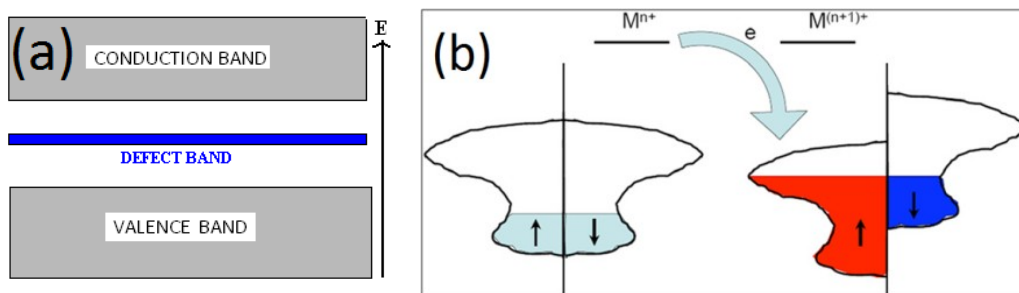 (a)
CONDUCTION BAND
E
DEFECT BAND
VALENCE BAND
(b)
Mⁿ⁺
e
M⁽ⁿ⁺¹⁾⁺
↑ ↓
↑ ↓